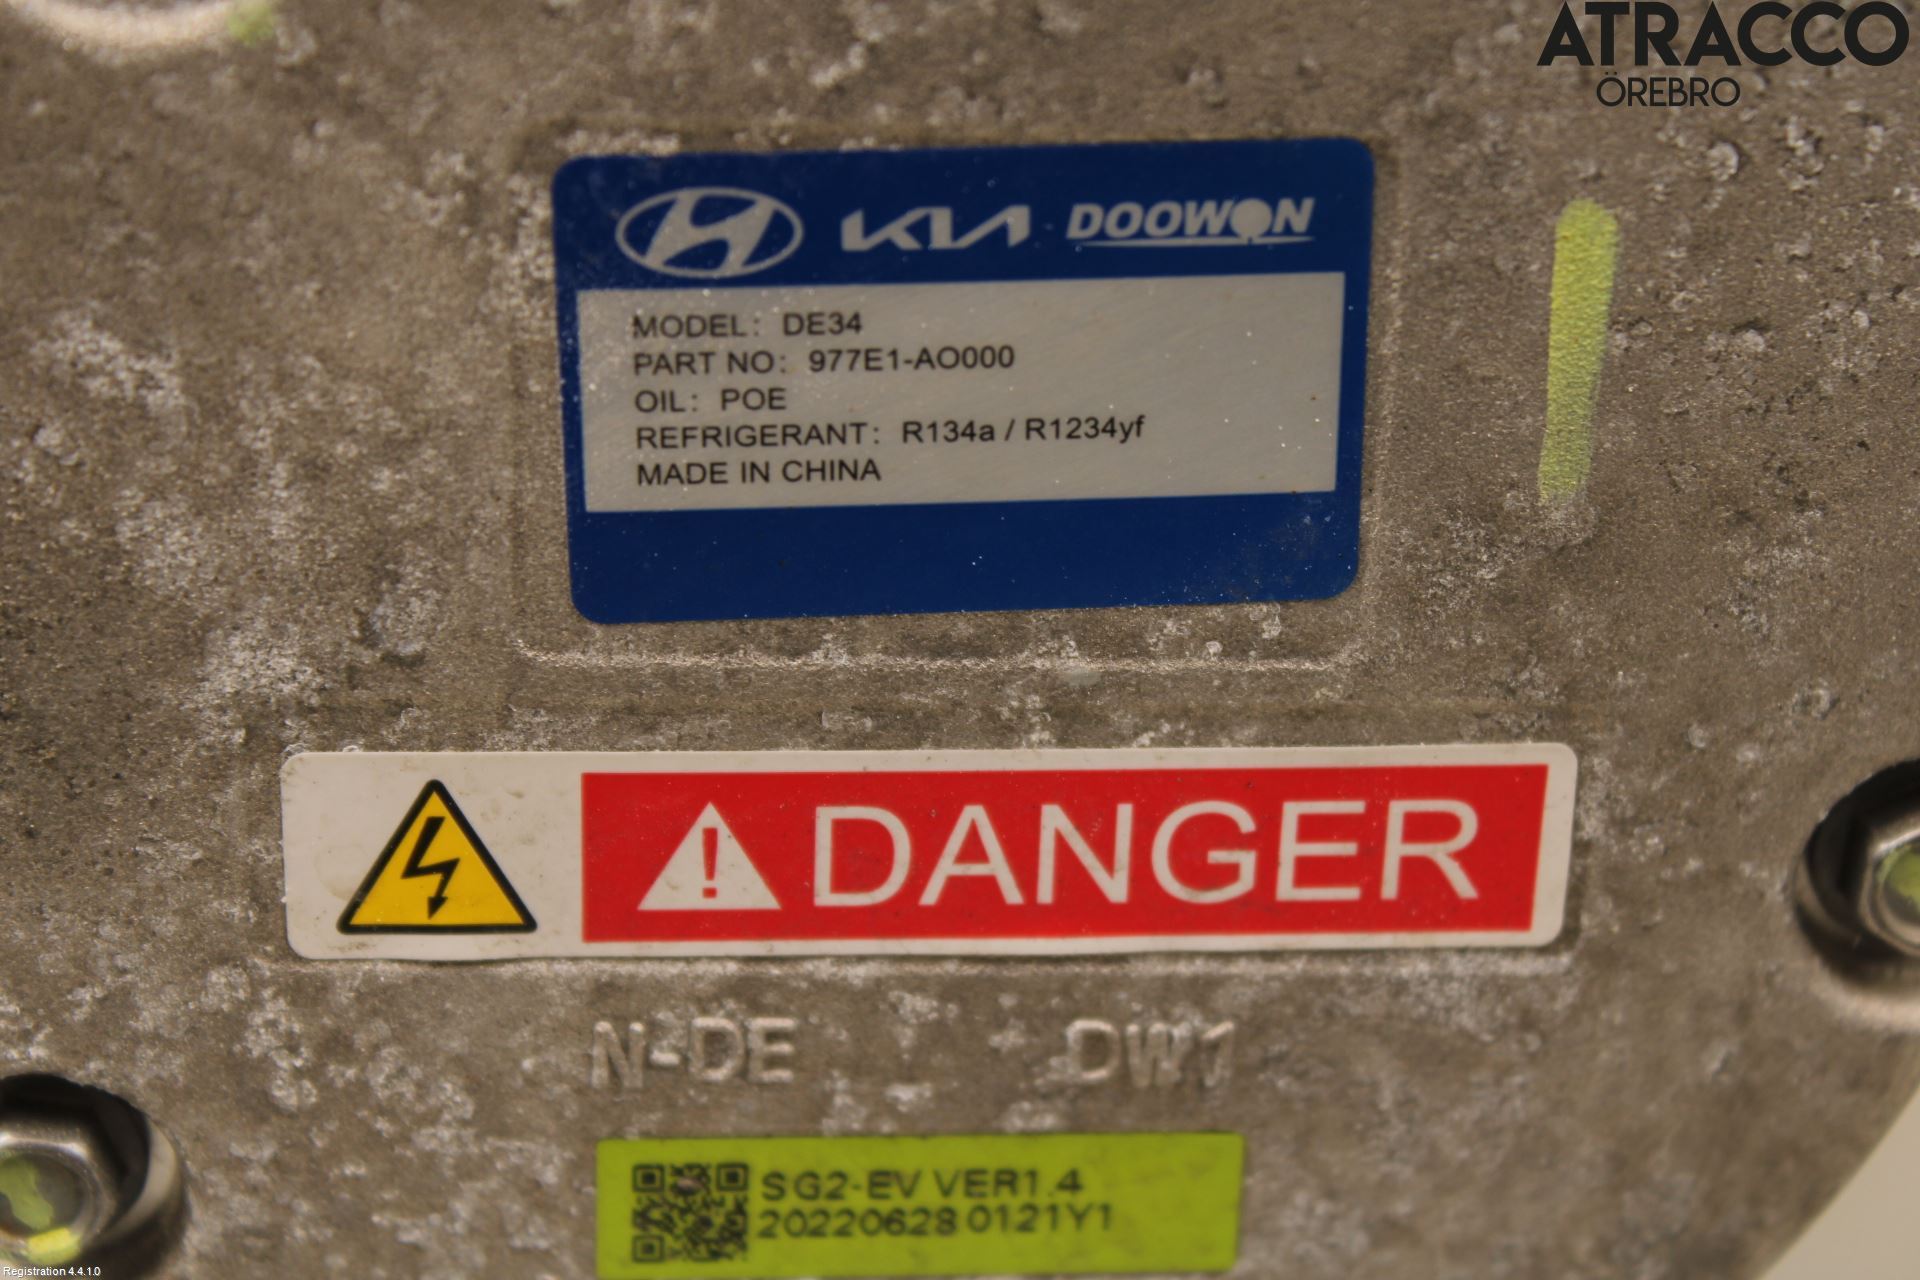 ATRACCO
ÖREBRO
KIA DOOWON
MODEL: DE34
PART NO: 977E1-AO000
OIL: POE
REFRIGERANT: R134a / R1234yf
MADE IN CHINA
DANGER
N-DE DW1
SG2-EV VER1.4
20220628 0121Y1
Registration 4.4.1.0